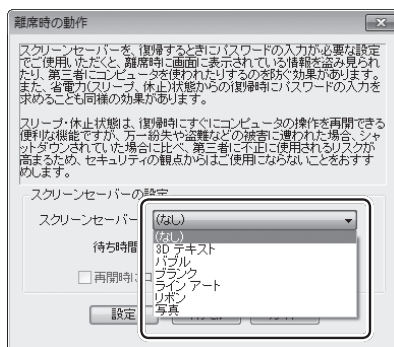 離席時の動作
スクリーンセーバーを、復帰するときにパスワードの入力が必要な設定
でご使用いただくと、離席時に画面に表示されている情報を盗み見られ
たり、第三者にコンピュータを使われたりするのを防ぐ効果があります。
また、省電力(スリープ、休止)状態からの復帰時にパスワードの入力を
求めることも同様の効果があります。
スリープ・休止状態は、復帰時にすぐにコンピュータの操作を再開できる
便利な機能ですが、万一紛失や盗難などの被害に遭われた場合、シャ
ットダウンされていた場合に比べ、第三者に不正に使用されるリスクが
高まるため、セキュリティの観点からはご使用にならないことをおすす
めします。
スクリーンセーバーの設定
スクリーンセーバー
(なし)
待ち時間
(なし)
3D テキスト
バブル
ブランク
ライン アート
リボン
写真
再開時に
設定